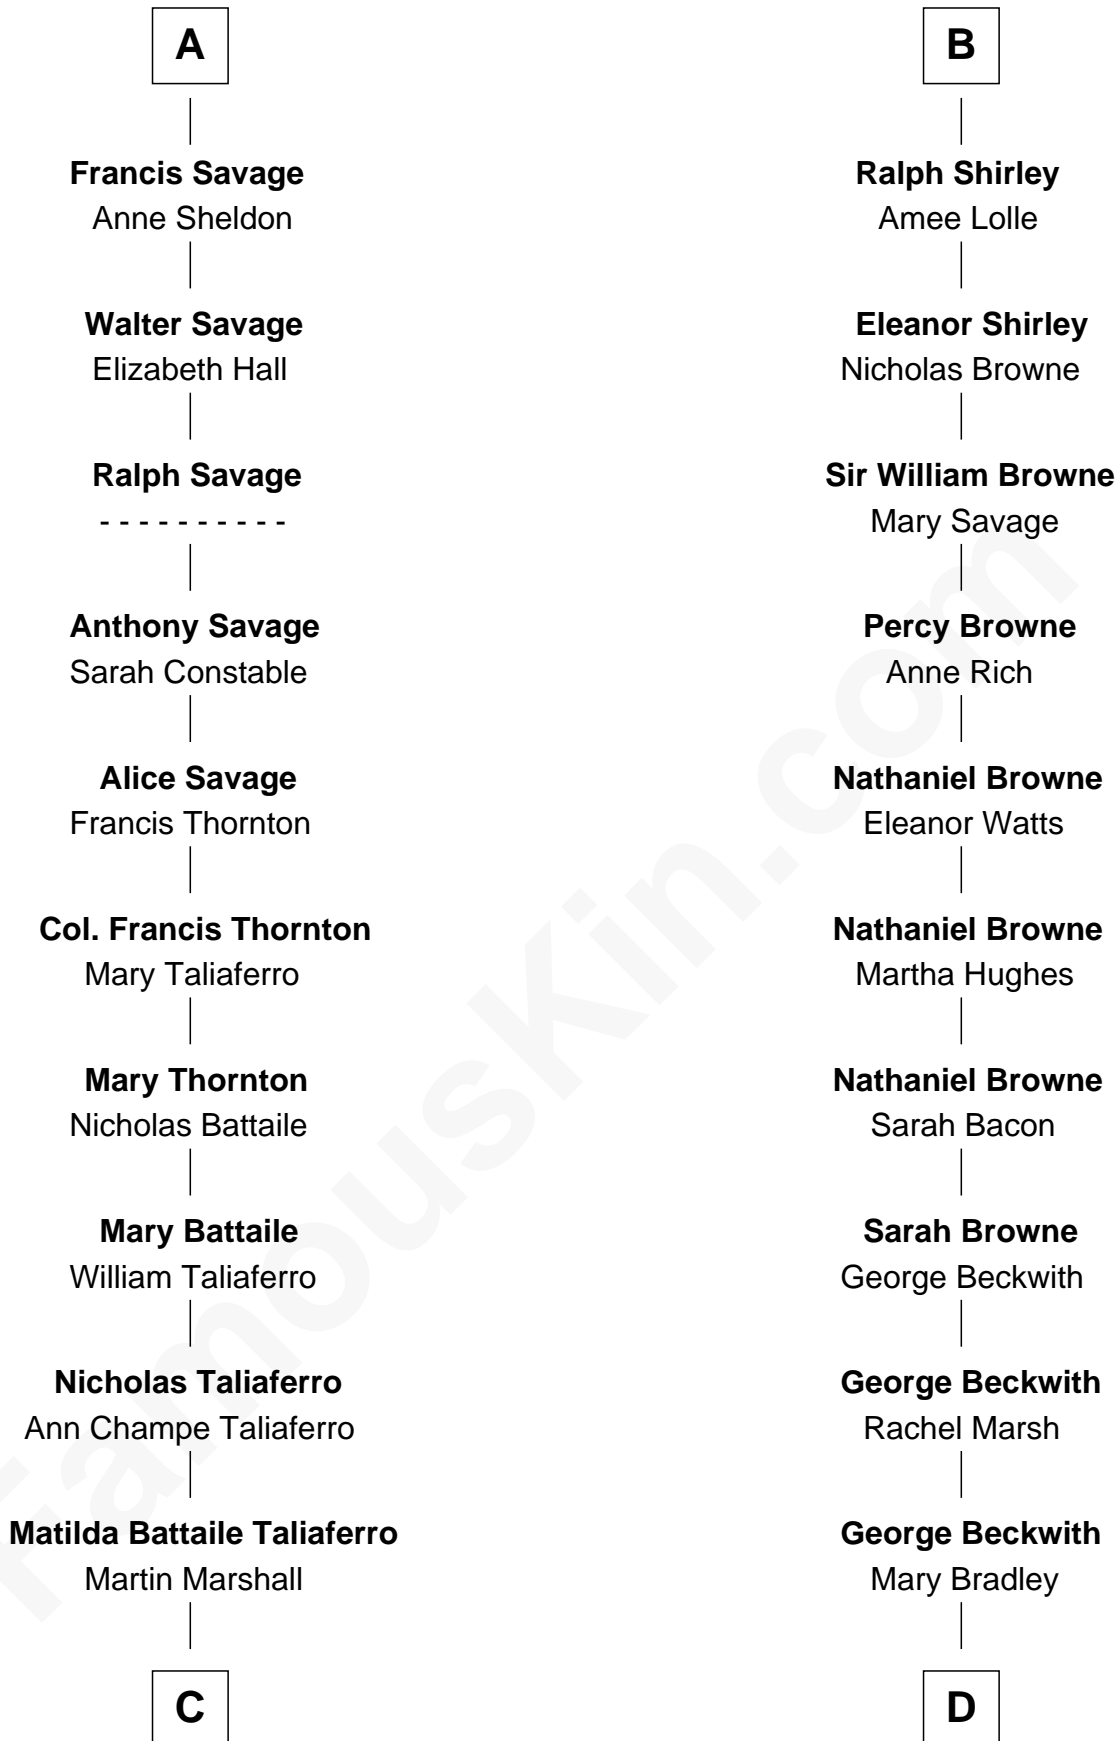 A
Francis Savage
Anne Sheldon
Walter Savage
Elizabeth Hall
Ralph Savage
- - - - - - - - - -
Anthony Savage
Sarah Constable
Alice Savage
Francis Thornton
Col. Francis Thornton
Mary Taliaferro
Mary Thornton
Nicholas Battaile
Mary Battaile
William Taliaferro
Nicholas Taliaferro
Ann Champe Taliaferro
Matilda Battaile Taliaferro
Martin Marshall
C
B
Ralph Shirley
Amee Lolle
Eleanor Shirley
Nicholas Browne
Sir William Browne
Mary Savage
Percy Browne
Anne Rich
Nathaniel Browne
Eleanor Watts
Nathaniel Browne
Martha Hughes
Nathaniel Browne
Sarah Bacon
Sarah Browne
George Beckwith
George Beckwith
Rachel Marsh
George Beckwith
Mary Bradley
D
FamousKin.com